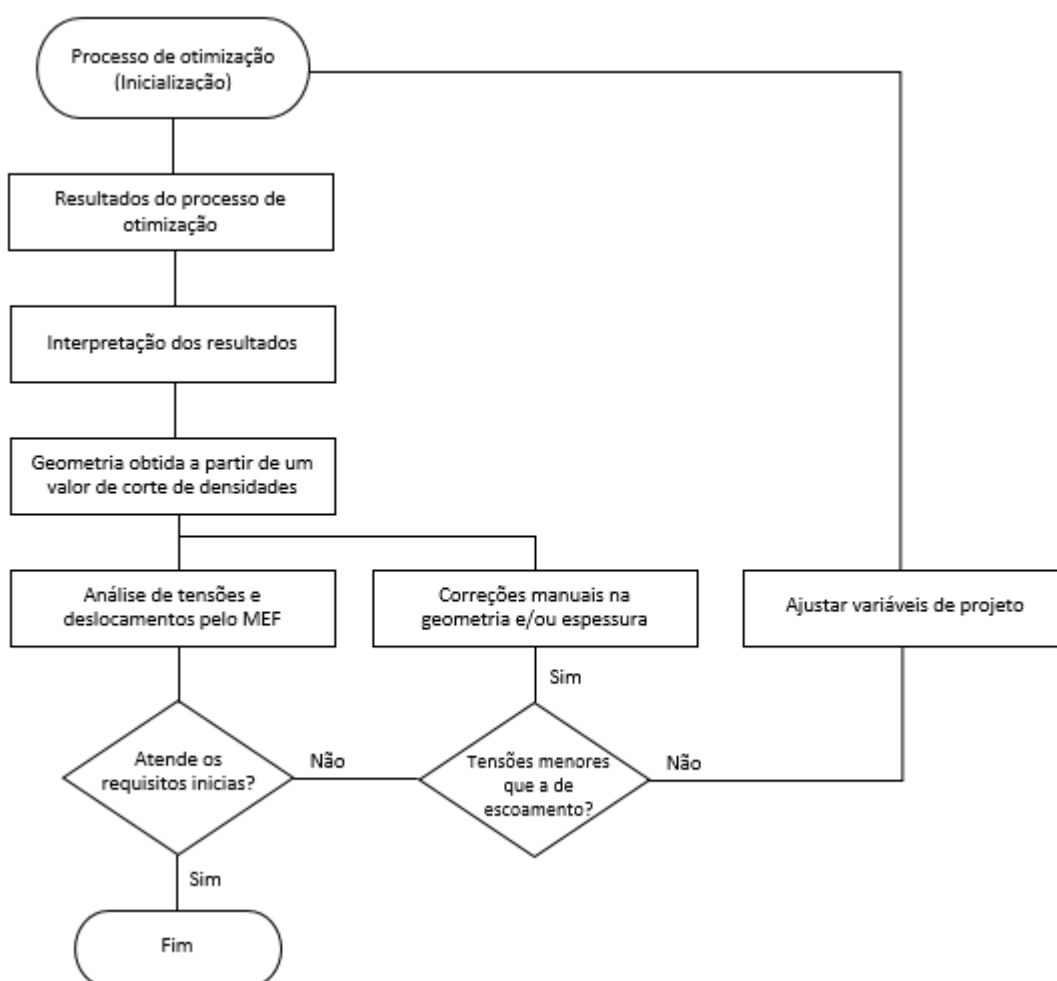 Processo de otimização
(Inicialização)
Resultados do processo de
otimização
Interpretação dos resultados
Geometria obtida a partir de um
valor de corte de densidades
Análise de tensões e
deslocamentos pelo MEF
Correções manuais na
geometria e/ou espessura
Ajustar variáveis de projeto
Sim
Atende os
requisitos inicias?
Não
Tensões menores
que a de
escoamento?
Não
Sim
Fim